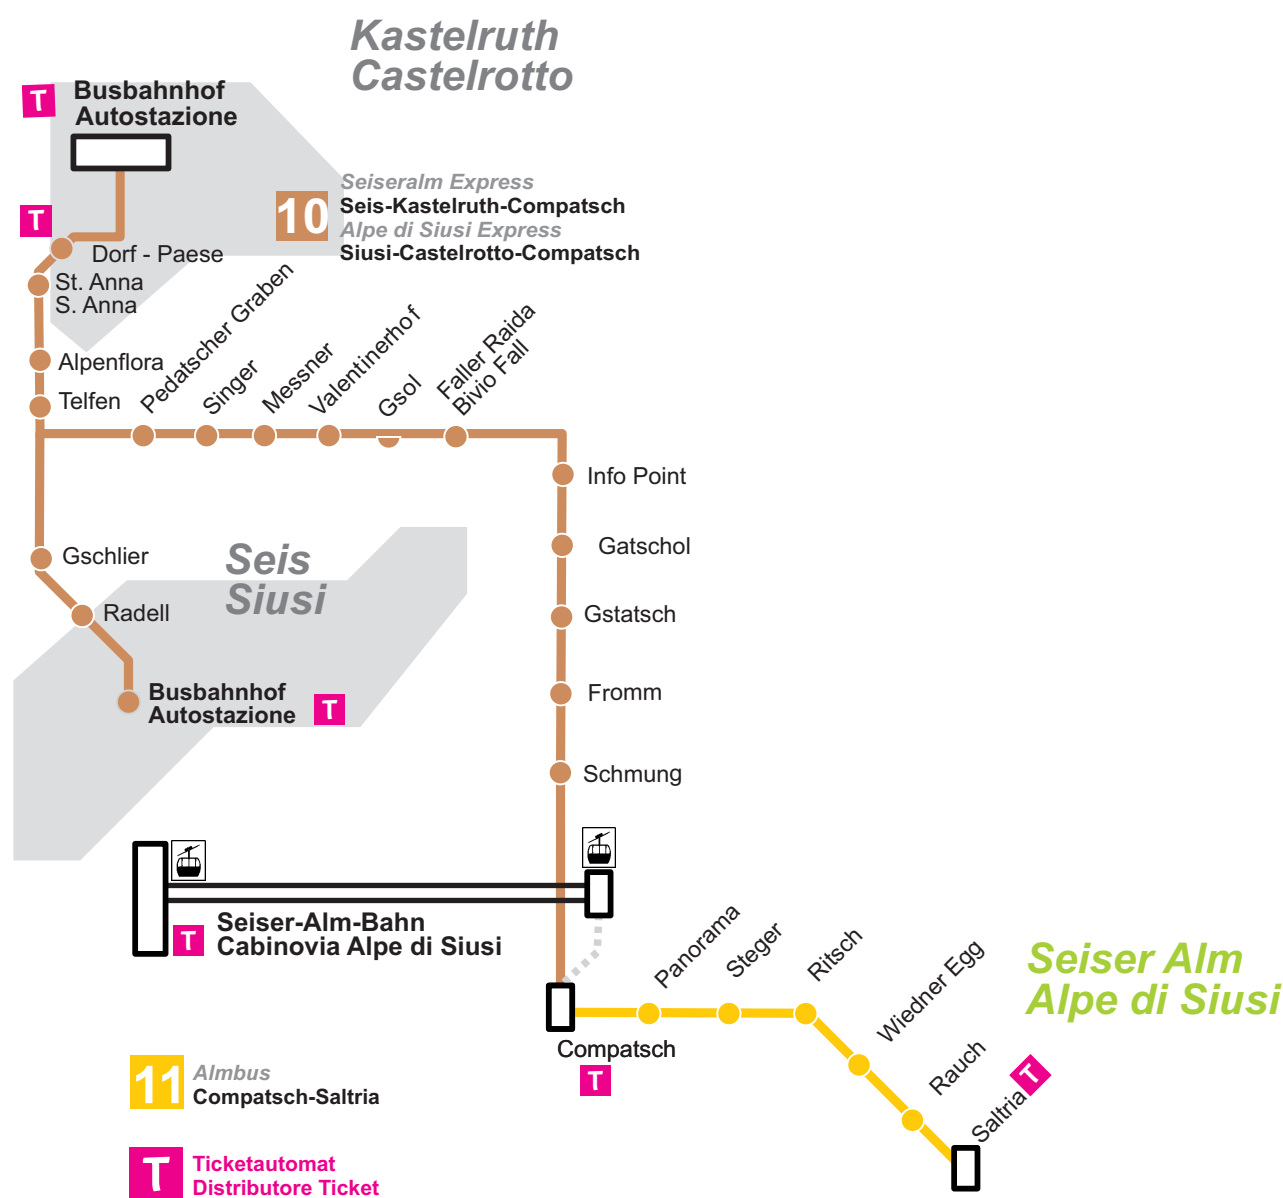 Kastelruth
Castelrotto
T
Busbahnhof
Autostazione
T
10
Seiseralm Express
Seis-Kastelruth-Compatsch
Alpe di Siusi Express
Siusi-Castelrotto-Compatsch
Dorf - Paese
St. Anna
S. Anna
Alpenflora
Telfen
Pedatscher Graben
Singer
Messner
Valentinerhof
Gsol
Faller Raida
Bivio Fall
Info Point
Gatschol
Gstatsch
Fromm
Schmung
Gschlier
Radell
Seis
Siusi
Busbahnhof
Autostazione
T
T
Seiser-Alm-Bahn
Cabinovia Alpe di Siusi
Compatsch
T
Panorama
Steger
Ritsch
Wiedner Egg
Rauch
Saltria
T
Seiser Alm
Alpe di Siusi
11
Almbus
Compatsch-Saltria
T
Ticketautomat
Distributore Ticket